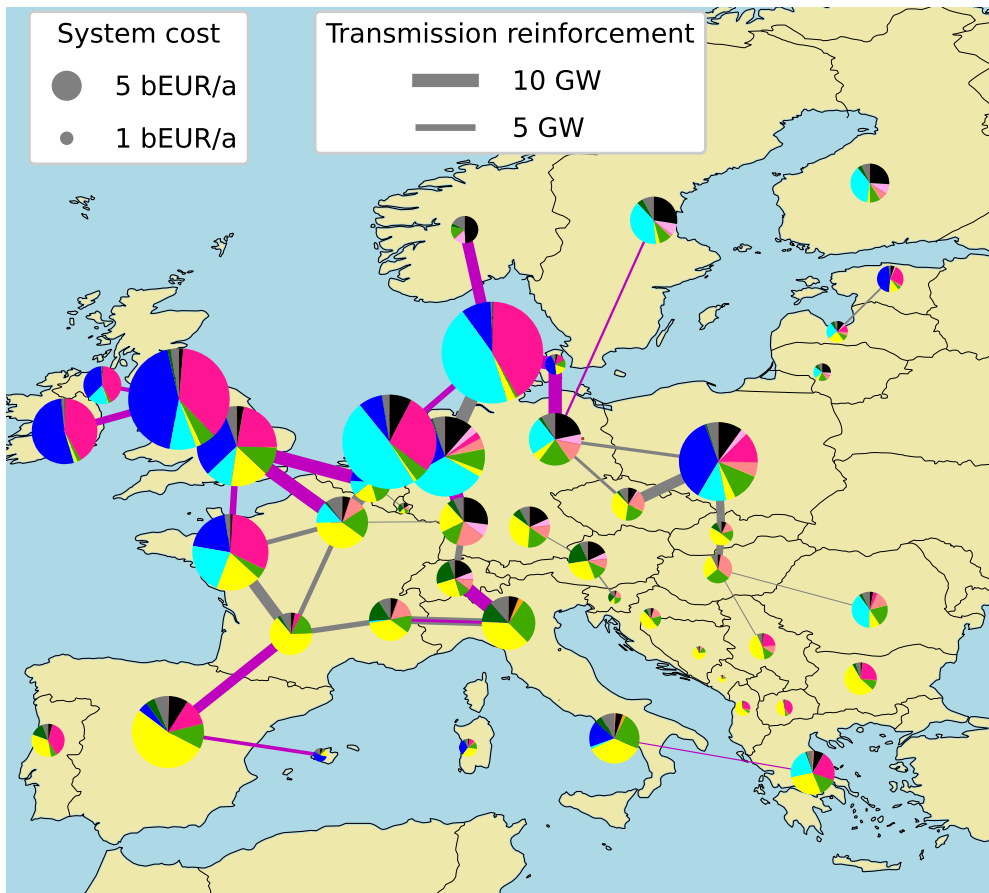 System cost
5 bEUR/a
1 bEUR/a
Transmission reinforcement
10 GW
5 GW